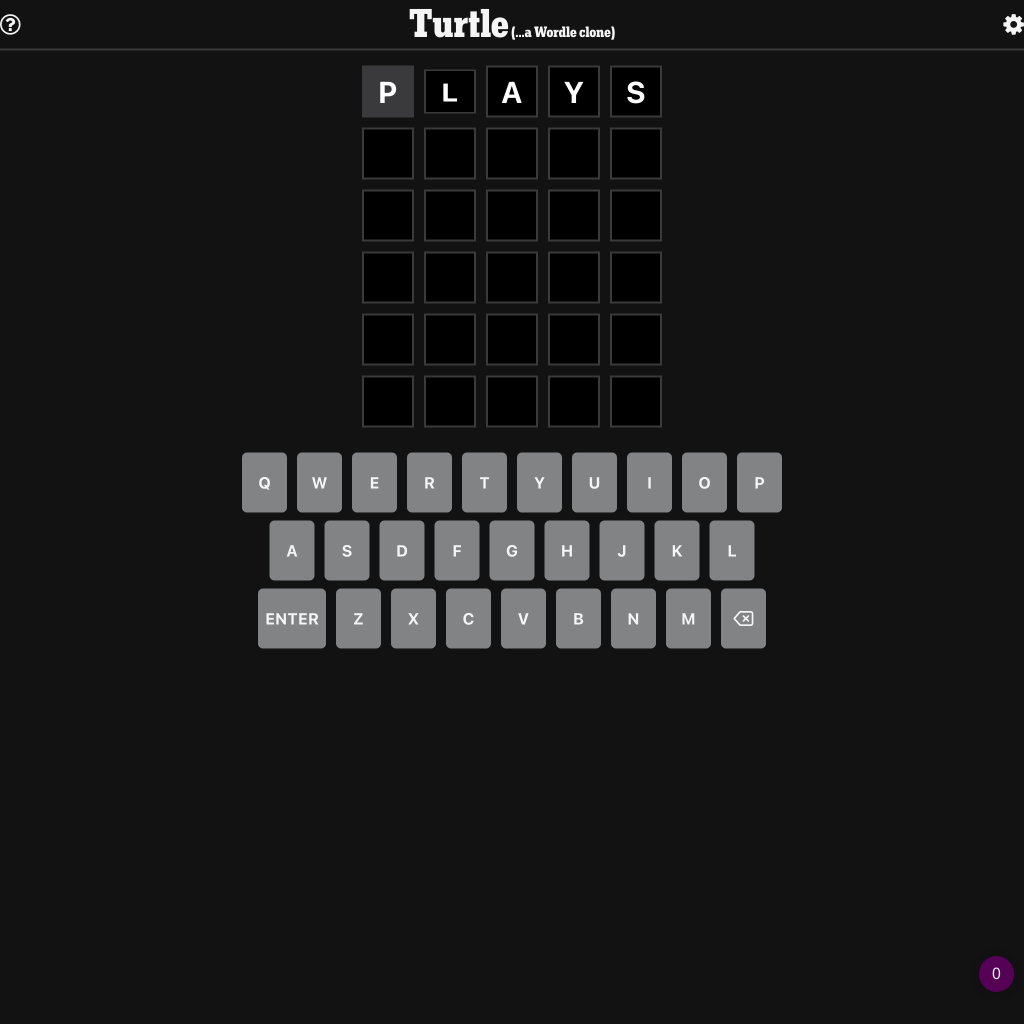 ?
Turtle (...a Wordle clone)
P L A Y S
Q W E R T Y U I O P
A S D F G H J K L
ENTER Z X C V B N M
0